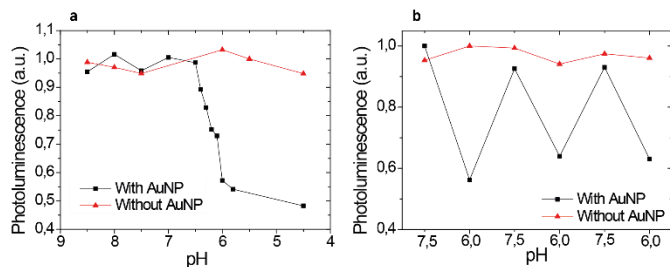 a
Photoluminescence (a.u.)
1,1
1,0
0,9
0,8
0,7
0,6
0,5
0,4
With AuNP
Without AuNP
9 8 7 6 5 4
pH
b
Photoluminescence (a.u.)
1,0
0,8
0,6
0,4
With AuNP
Without AuNP
7,5 6,0 7,5 6,0 7,5 6,0
pH